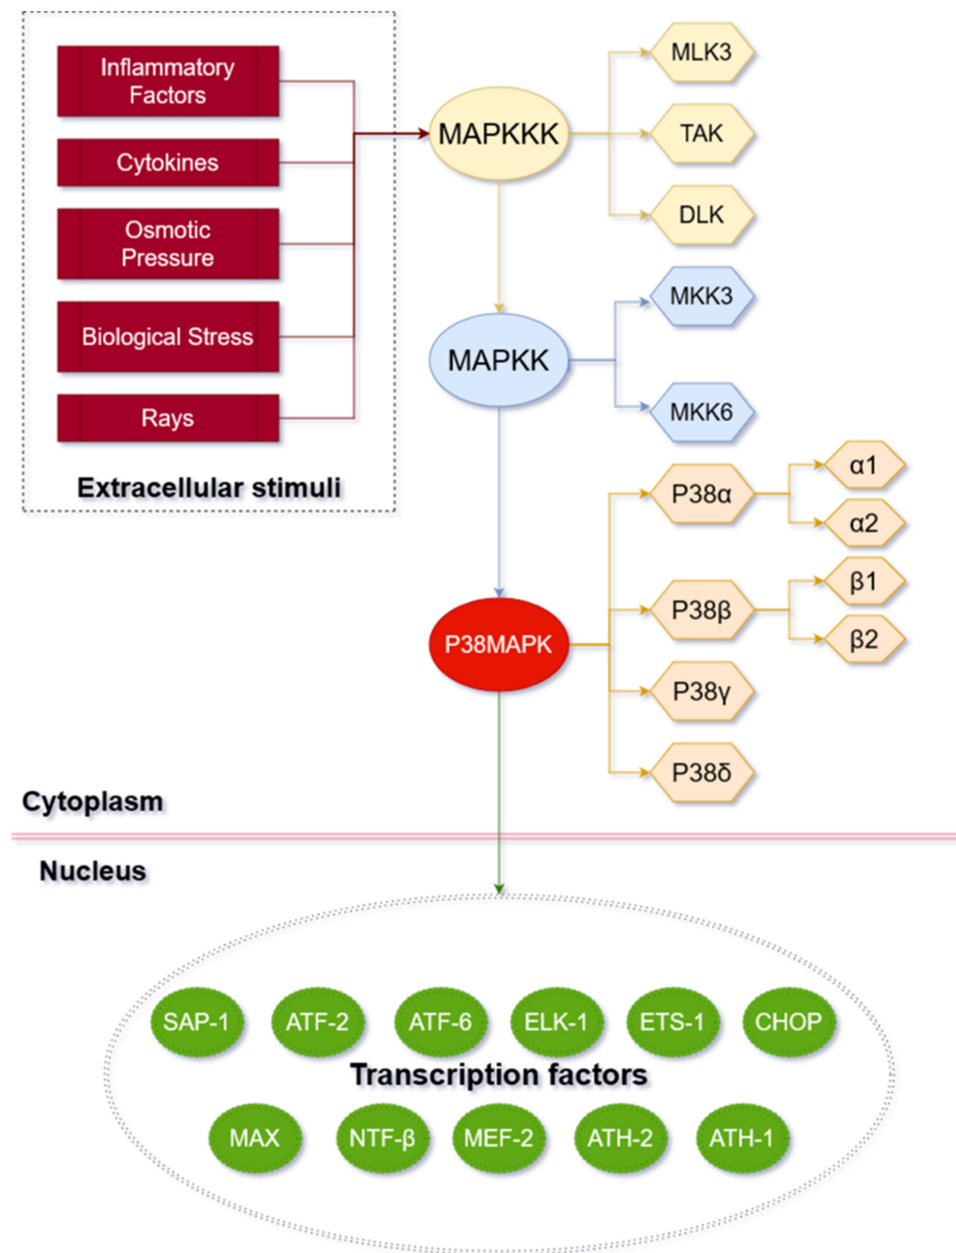 Inflammatory
Factors
Cytokines
Osmotic
Pressure
Biological Stress
Rays
Extracellular stimuli
MAPKKK
MLK3
TAK
DLK
MAPKK
MKK3
MKK6
P38MAPK
P38α
α1
α2
P38β
β1
β2
P38γ
P38δ
Cytoplasm
Nucleus
SAP-1
ATF-2
ATF-6
ELK-1
ETS-1
CHOP
Transcription factors
MAX
NTF-β
MEF-2
ATH-2
ATH-1